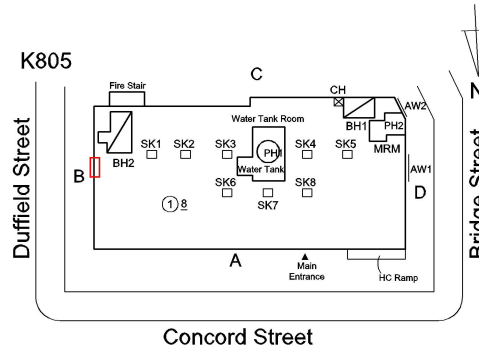 K805
C
N
Fire Stair
CH
AW2
Water Tank Room
BH1
PH2
SK1
SK2
SK3
PH1
SK4
SK5
MRM
BH2
Water Tank
AW1
B
SK6
SK7
SK8
D
1 8
A
Main
Entrance
HC Ramp
Duffield Street
Bridge Street
Concord Street